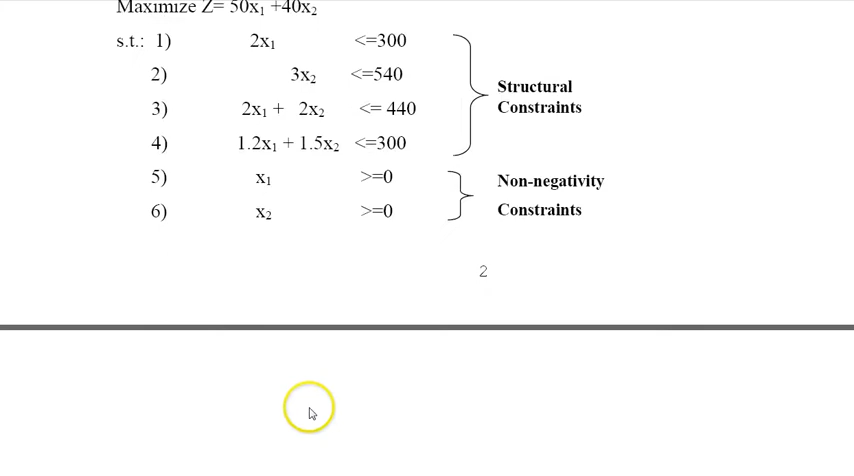 Maximize Z= 50x₁ +40x₂
s.t.: 1) 2x₁ <=300
2) 3x₂ <=540
3) 2x₁ + 2x₂ <= 440
4) 1.2x₁ + 1.5x₂ <=300
Structural
Constraints
5) x₁ >=0
6) x₂ >=0
Non-negativity
Constraints
2